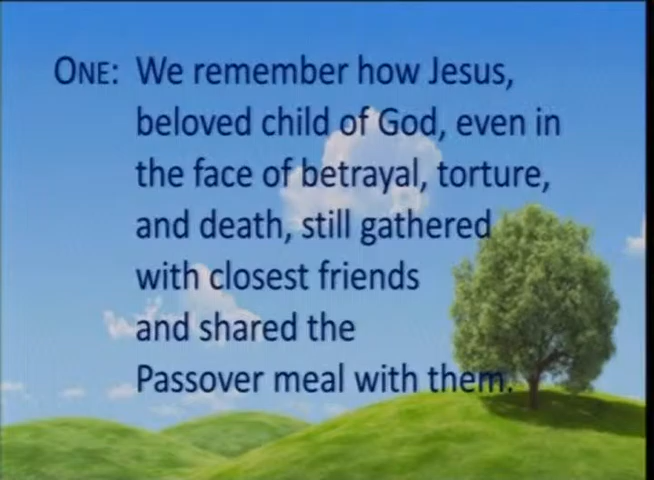 ONE: We remember how Jesus,
beloved child of God, even in
the face of betrayal, torture,
and death, still gathered
with closest friends
and shared the
Passover meal with them.